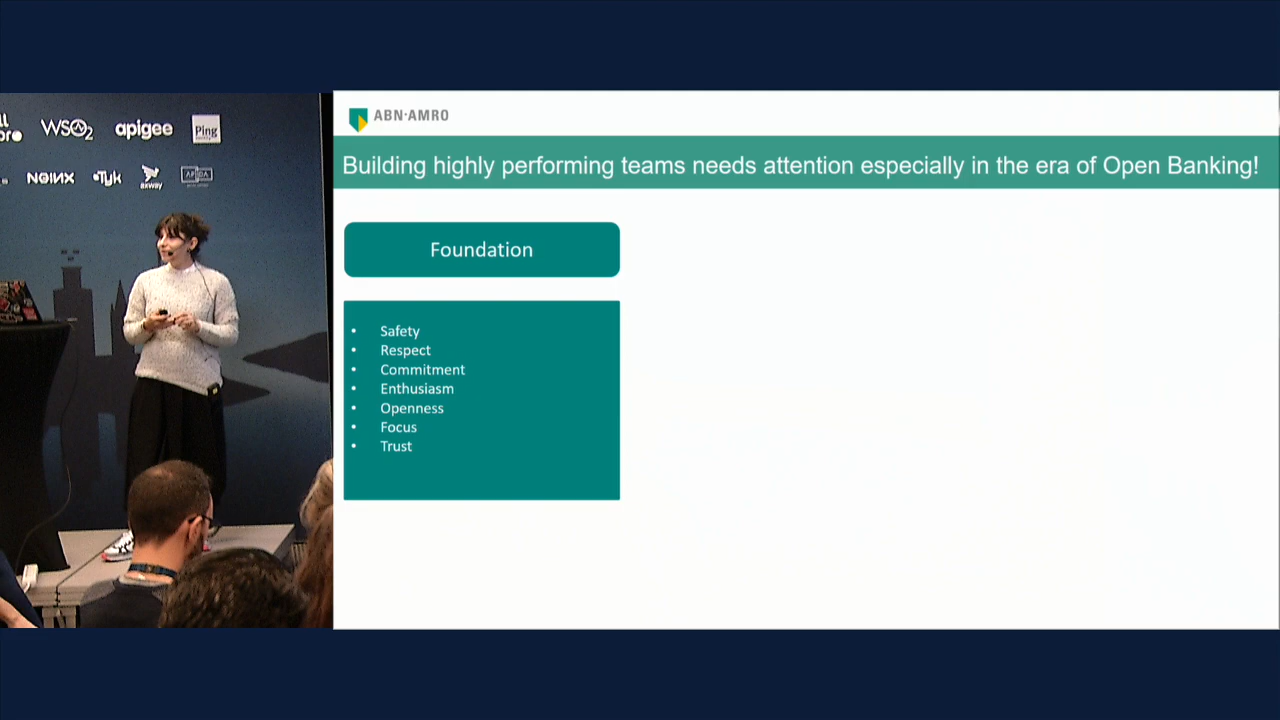 WSO2
apigee
Ping
NGINX
Tyk
axway
ABN·AMRO
Building highly performing teams needs attention especially in the era of Open Banking!
Foundation
• Safety
• Respect
• Commitment
• Enthusiasm
• Openness
• Focus
• Trust